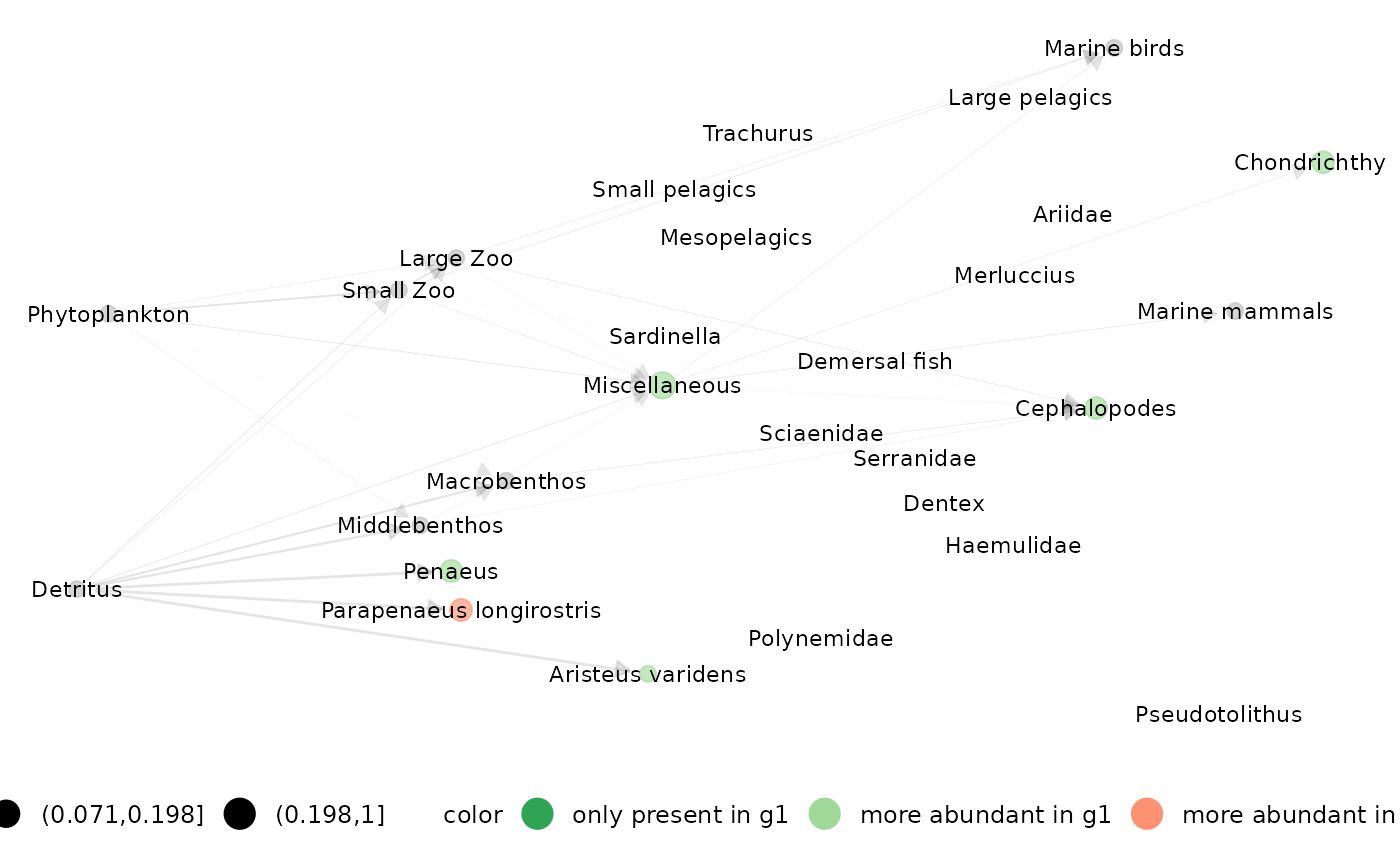 Marine birds
Large pelagics
Trachurus
Chondrichthy
Small pelagics
Ariidae
Mesopelagics
Large Zoo
Merluccius
Small Zoo
Phytoplankton
Marine mammals
Sardinella
Demersal fish
Miscellaneous
Cephalopodes
Sciaenidae
Serranidae
Macrobenthos
Dentex
Middlebenthos
Haemulidae
Penaeus
Detritus
Parapenaeus longirostris
Polynemidae
Aristeus varidens
Pseudotolithus
(0.071,0.198] (0.198,1] color only present in g1 more abundant in g1 more abundant in